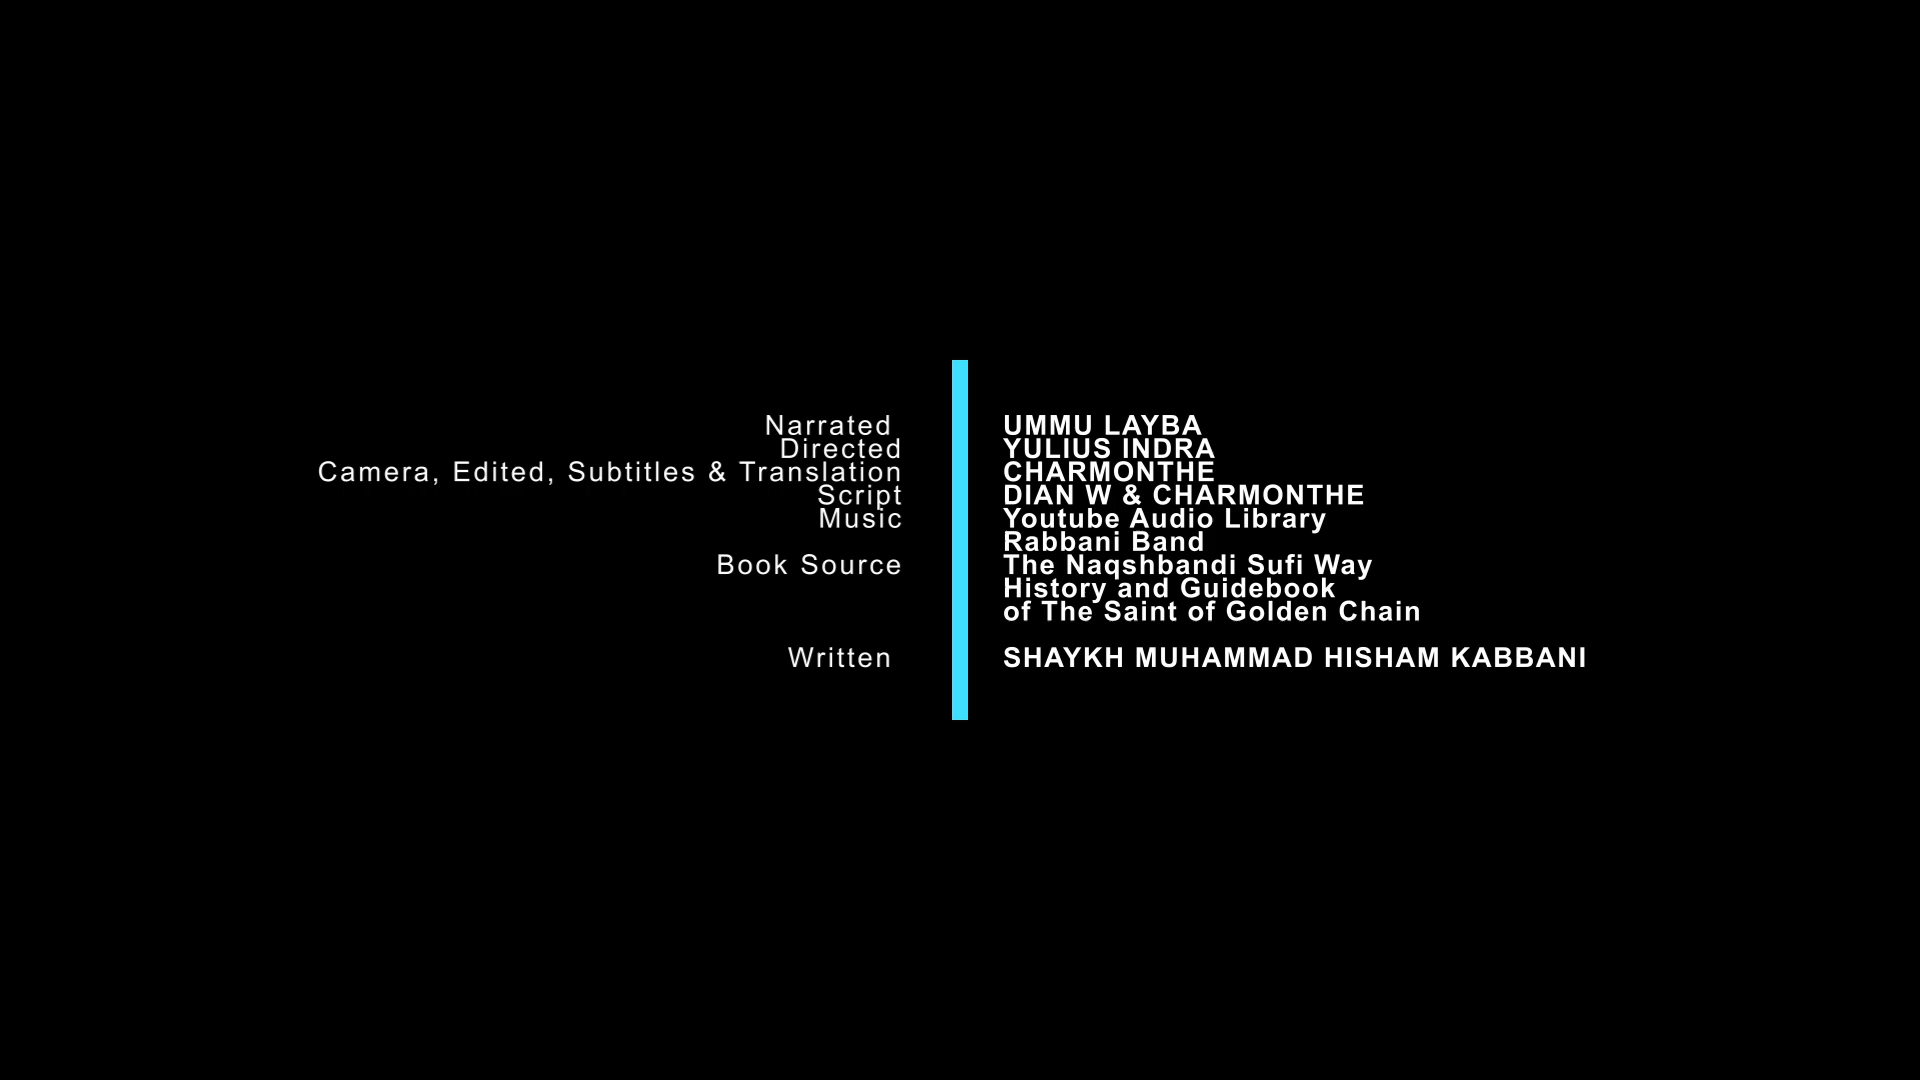 Narrated UMMU LAYBA
Directed YULIUS INDRA
Camera, Edited, Subtitles & Translation CHARMONTHE
Script DIAN W & CHARMONTHE
Music Youtube Audio Library
Rabbani Band
Book Source The Naqshbandi Sufi Way
History and Guidebook
of The Saint of Golden Chain
Written SHAYKH MUHAMMAD HISHAM KABBANI